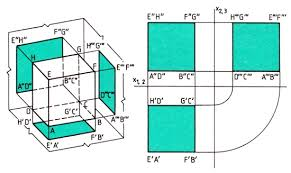 E"H" F"G"
H‴G‴
H G E‴F‴
E F
A"D" B"C"
D
H'D' G'C'
A B A‴B‴
F'B'
E'A'
E"H" F"G" x₂,₃ H‴G‴ E‴F‴
x₁,₂ A"D" B"C" D‴C‴ A‴B‴
H'D' G'C'
E'A' F'B'